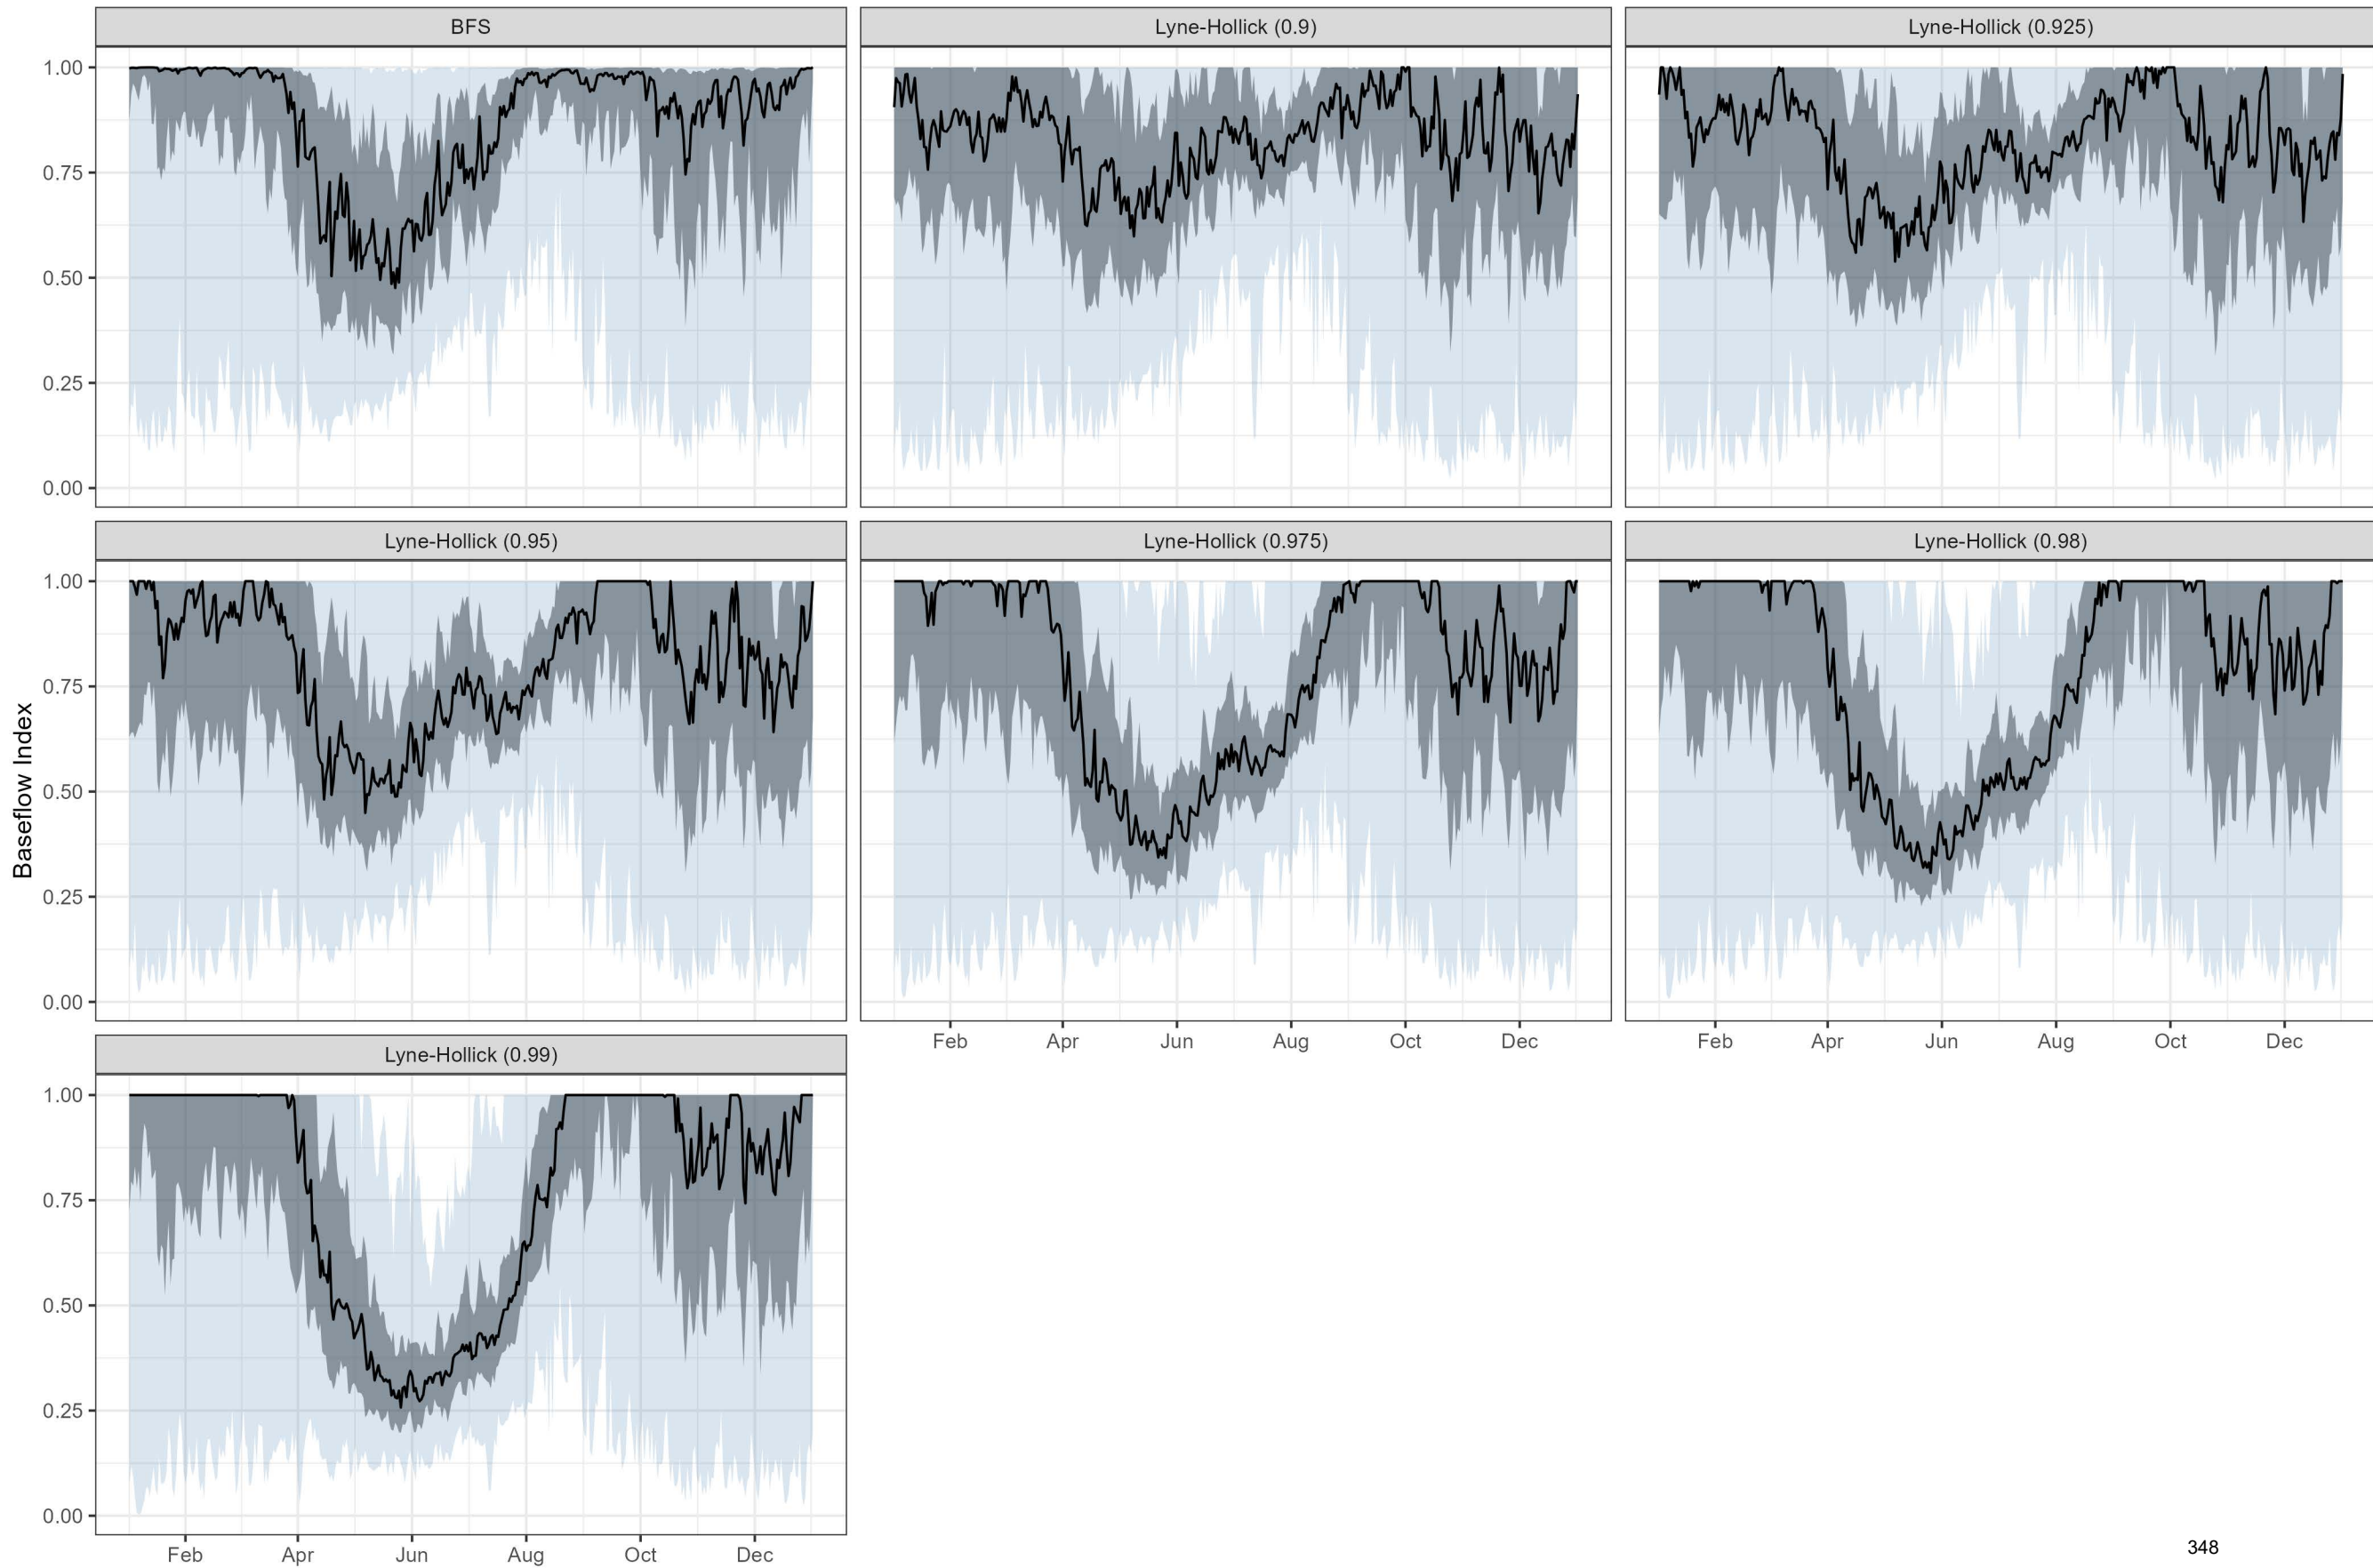 BFS
Lyne-Hollick (0.9)
Lyne-Hollick (0.925)
1.00
0.75
0.50
0.25
0.00
Lyne-Hollick (0.95)
Lyne-Hollick (0.975)
Lyne-Hollick (0.98)
Baseflow Index
1.00
0.75
0.50
0.25
0.00
Feb Apr Jun Aug Oct Dec
Feb Apr Jun Aug Oct Dec
Lyne-Hollick (0.99)
1.00
0.75
0.50
0.25
0.00
Feb Apr Jun Aug Oct Dec
348